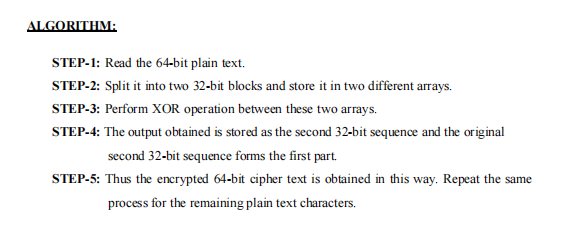 ALGORITHM:
STEP-1: Read the 64-bit plain text.
STEP-2: Split it into two 32-bit blocks and store it in two different arrays.
STEP-3: Perform XOR operation between these two arrays.
STEP-4: The output obtained is stored as the second 32-bit sequence and the original
second 32-bit sequence forms the first part.
STEP-5: Thus the encrypted 64-bit cipher text is obtained in this way. Repeat the same
process for the remaining plain text characters.